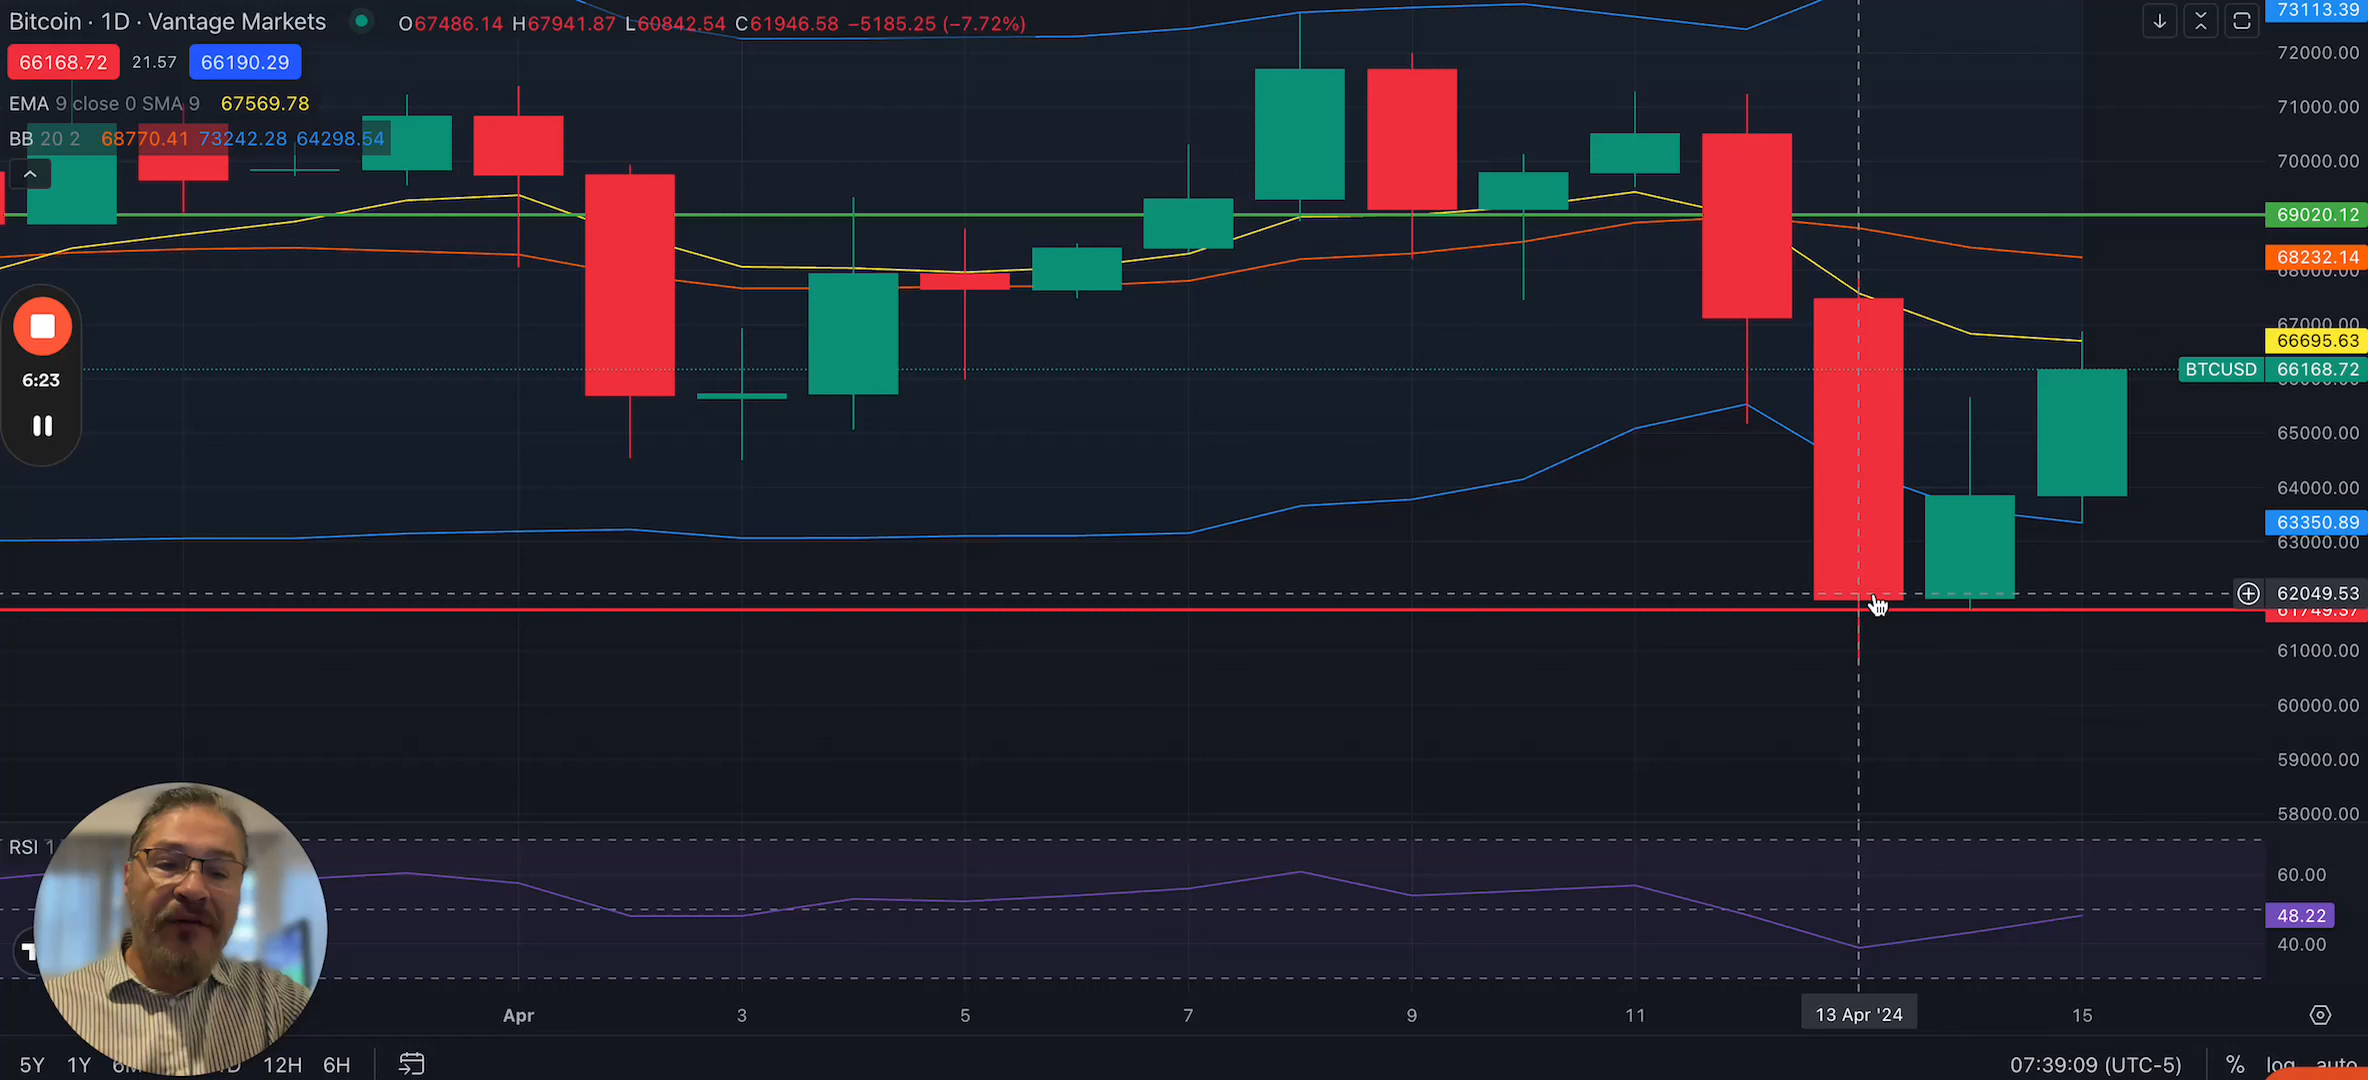 Bitcoin · 1D · Vantage Markets O67486.14 H67941.87 L60842.54 C61946.58 −5185.25 (−7.72%)
66168.72 21.57 66190.29
EMA 9 close 0 SMA 9 67569.78
BB 20 2 68770.41 73242.28 64298.54
73113.39
72000.00
71000.00
70000.00
69020.12
68232.14
68000.00
67000.00
66695.63
BTCUSD 66168.72
65000.00
64000.00
63350.89
63000.00
62049.53
61749.37
61000.00
60000.00
59000.00
58000.00
6:23
RSI
60.00
48.22
40.00
Apr 3 5 7 9 11 13 Apr '24 15
5Y 1Y 12H 6H 07:39:09 (UTC-5) % log auto